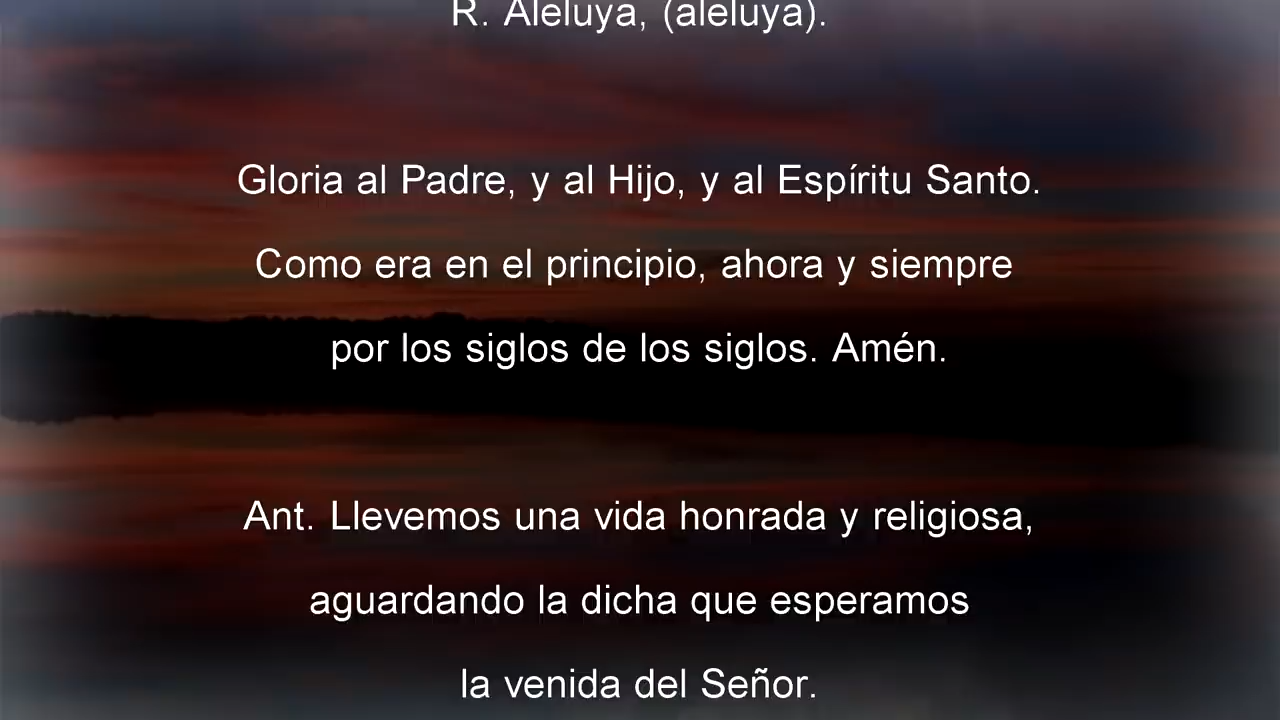 R. Aleluya, (aleluya).
Gloria al Padre, y al Hijo, y al Espíritu Santo.
Como era en el principio, ahora y siempre
por los siglos de los siglos. Amén.
Ant. Llevemos una vida honrada y religiosa,
aguardando la dicha que esperamos
la venida del Señor.